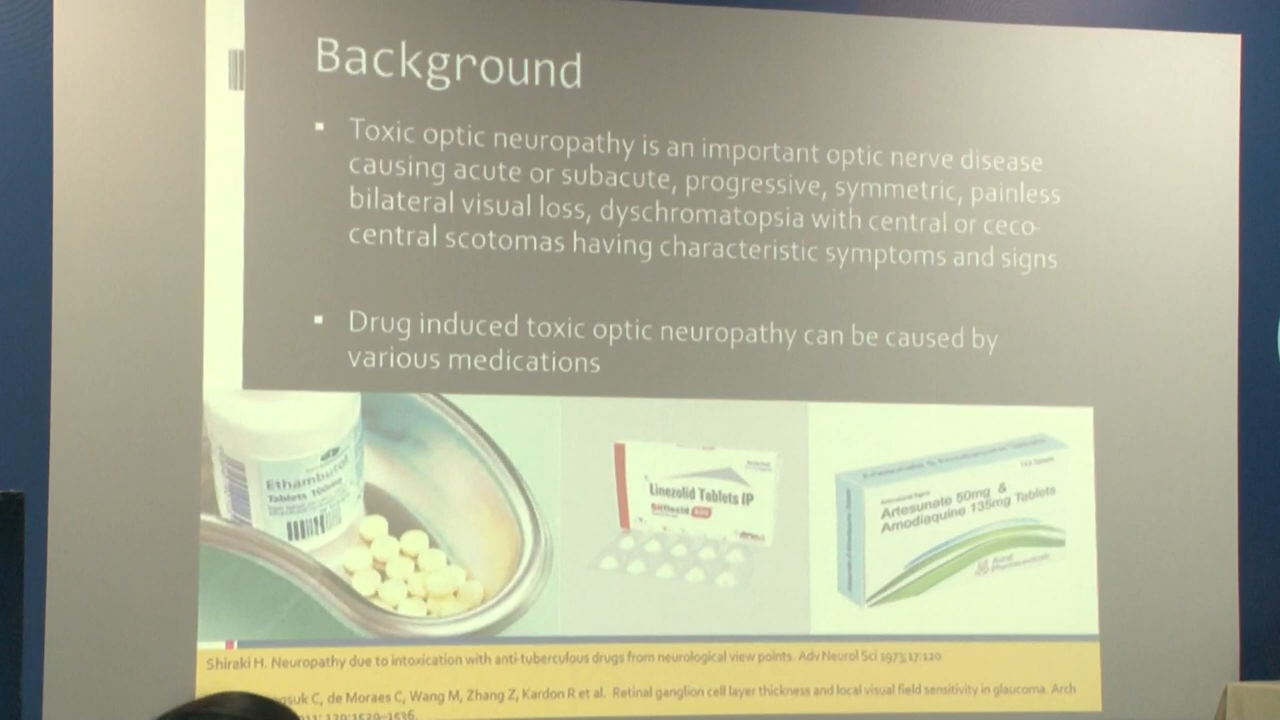 Background
Toxic optic neuropathy is an important optic nerve disease
causing acute or subacute, progressive, symmetric, painless
bilateral visual loss, dyschromatopsia with central or ceco-
central scotomas having characteristic symptoms and signs
Drug induced toxic optic neuropathy can be caused by
various medications
Ethambutol
Tablets
Linezolid Tablets IP
Artesunate 50mg &
Amodiaquine 135mg Tablets
Shiraki H. Neuropathy due to intoxication with anti-tuberculous drugs from neurological view points. Adv Neurol Sci 1973;17:120
C, de Moraes C, Wang M, Zhang Z, Kardon R et al. Retinal ganglion cell layer thickness and local visual field sensitivity in glaucoma. Arch